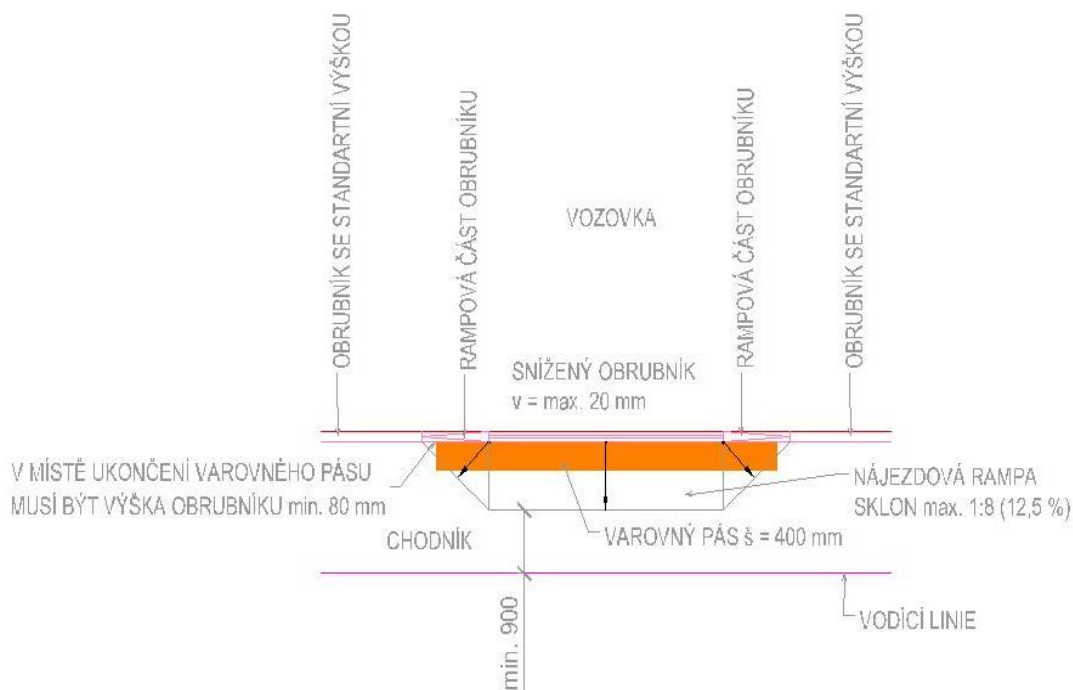 OBRUBNÍK SE STANDARTNÍ VÝŠKOU
RAMPOVÁ ČÁST OBRUBNÍKU
VOZOVKA
RAMPOVÁ ČÁST OBRUBNÍKU
OBRUBNÍK SE STANDARTNÍ VÝŠKOU
SNÍŽENÝ OBRUBNÍK
v = max. 20 mm
V MÍSTĚ UKONČENÍ VAROVNÉHO PÁSU
MUSÍ BÝT VÝŠKA OBRUBNÍKU min. 80 mm
NÁJEZDOVÁ RAMPA
SKLON max. 1:8 (12,5 %)
CHODNÍK
VAROVNÝ PÁS š = 400 mm
VODÍCÍ LINIE
min. 900